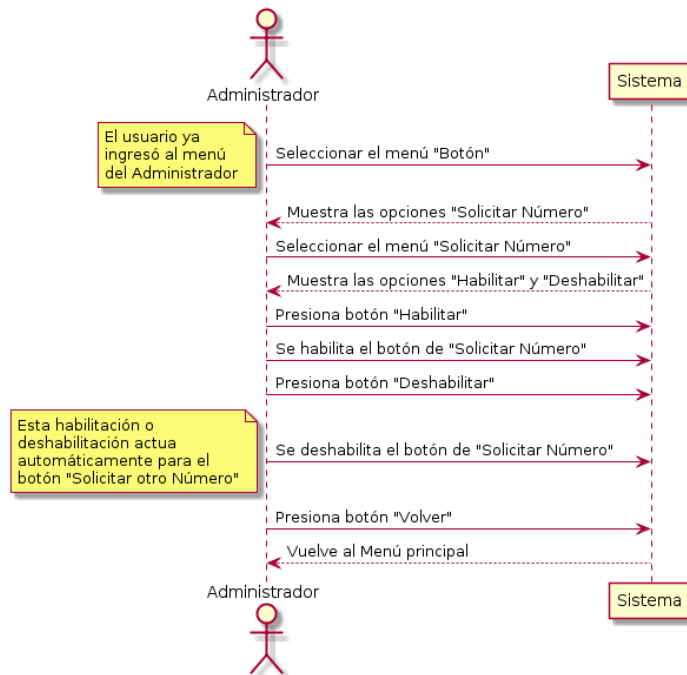 Administrador
Sistema
El usuario ya
ingresó al menú
del Administrador
Seleccionar el menú "Botón"
Muestra las opciones "Solicitar Número"
Seleccionar el menú "Solicitar Número"
Muestra las opciones "Habilitar" y "Deshabilitar"
Presiona botón "Habilitar"
Se habilita el botón de "Solicitar Número"
Presiona botón "Deshabilitar"
Esta habilitación o
deshabilitación actua
automáticamente para el
botón "Solicitar otro Número"
Se deshabilita el botón de "Solicitar Número"
Presiona botón "Volver"
Vuelve al Menú principal
Administrador
Sistema